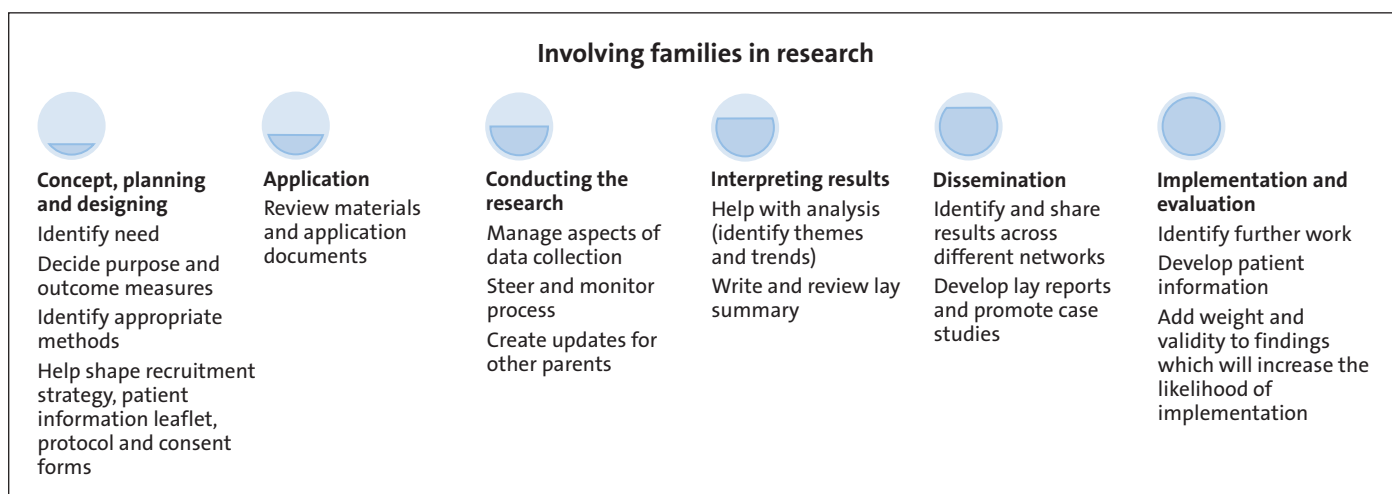 Involving families in research
Concept, planning
and designing
Identify need
Decide purpose and
outcome measures
Identify appropriate
methods
Help shape recruitment
strategy, patient
information leaflet,
protocol and consent
forms
Application
Review materials
and application
documents
Conducting the
research
Manage aspects of
data collection
Steer and monitor
process
Create updates for
other parents
Interpreting results
Help with analysis
(identify themes
and trends)
Write and review lay
summary
Dissemination
Identify and share
results across
different networks
Develop lay reports
and promote case
studies
Implementation and
evaluation
Identify further work
Develop patient
information
Add weight and
validity to findings
which will increase the
likelihood of
implementation